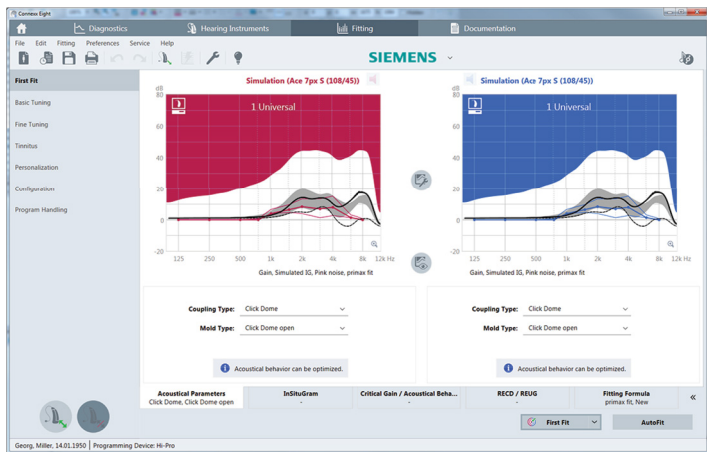 Connexx Eight
Diagnostics
Hearing Instruments
Fitting
Documentation
File Edit Fitting Preferences Service Help
SIEMENS
First Fit
Basic Tuning
Fine Tuning
Tinnitus
Personalization
Configuration
Program Handling
Simulation (Ace 7px S (108/45))
dB
80
60
40
20
0
-20
1 Universal
125 250 500 1k 2k 4k 8k 12k Hz
Gain, Simulated IG, Pink noise, primax fit
Simulation (Ace 7px S (108/45))
dB
80
60
40
20
0
-20
1 Universal
125 250 500 1k 2k 4k 8k 12k Hz
Gain, Simulated IG, Pink noise, primax fit
Coupling Type: Click Dome
Mold Type: Click Dome open
i Acoustical behavior can be optimized.
Coupling Type: Click Dome
Mold Type: Click Dome open
i Acoustical behavior can be optimized.
Acoustical Parameters
Click Dome, Click Dome open
InSituGram
-
Critical Gain / Acoustical Beha...
-
RECD / REUG
-
Fitting Formula
primax fit, New
«
First Fit
AutoFit
Georg, Miller, 14.01.1950 Programming Device: Hi-Pro